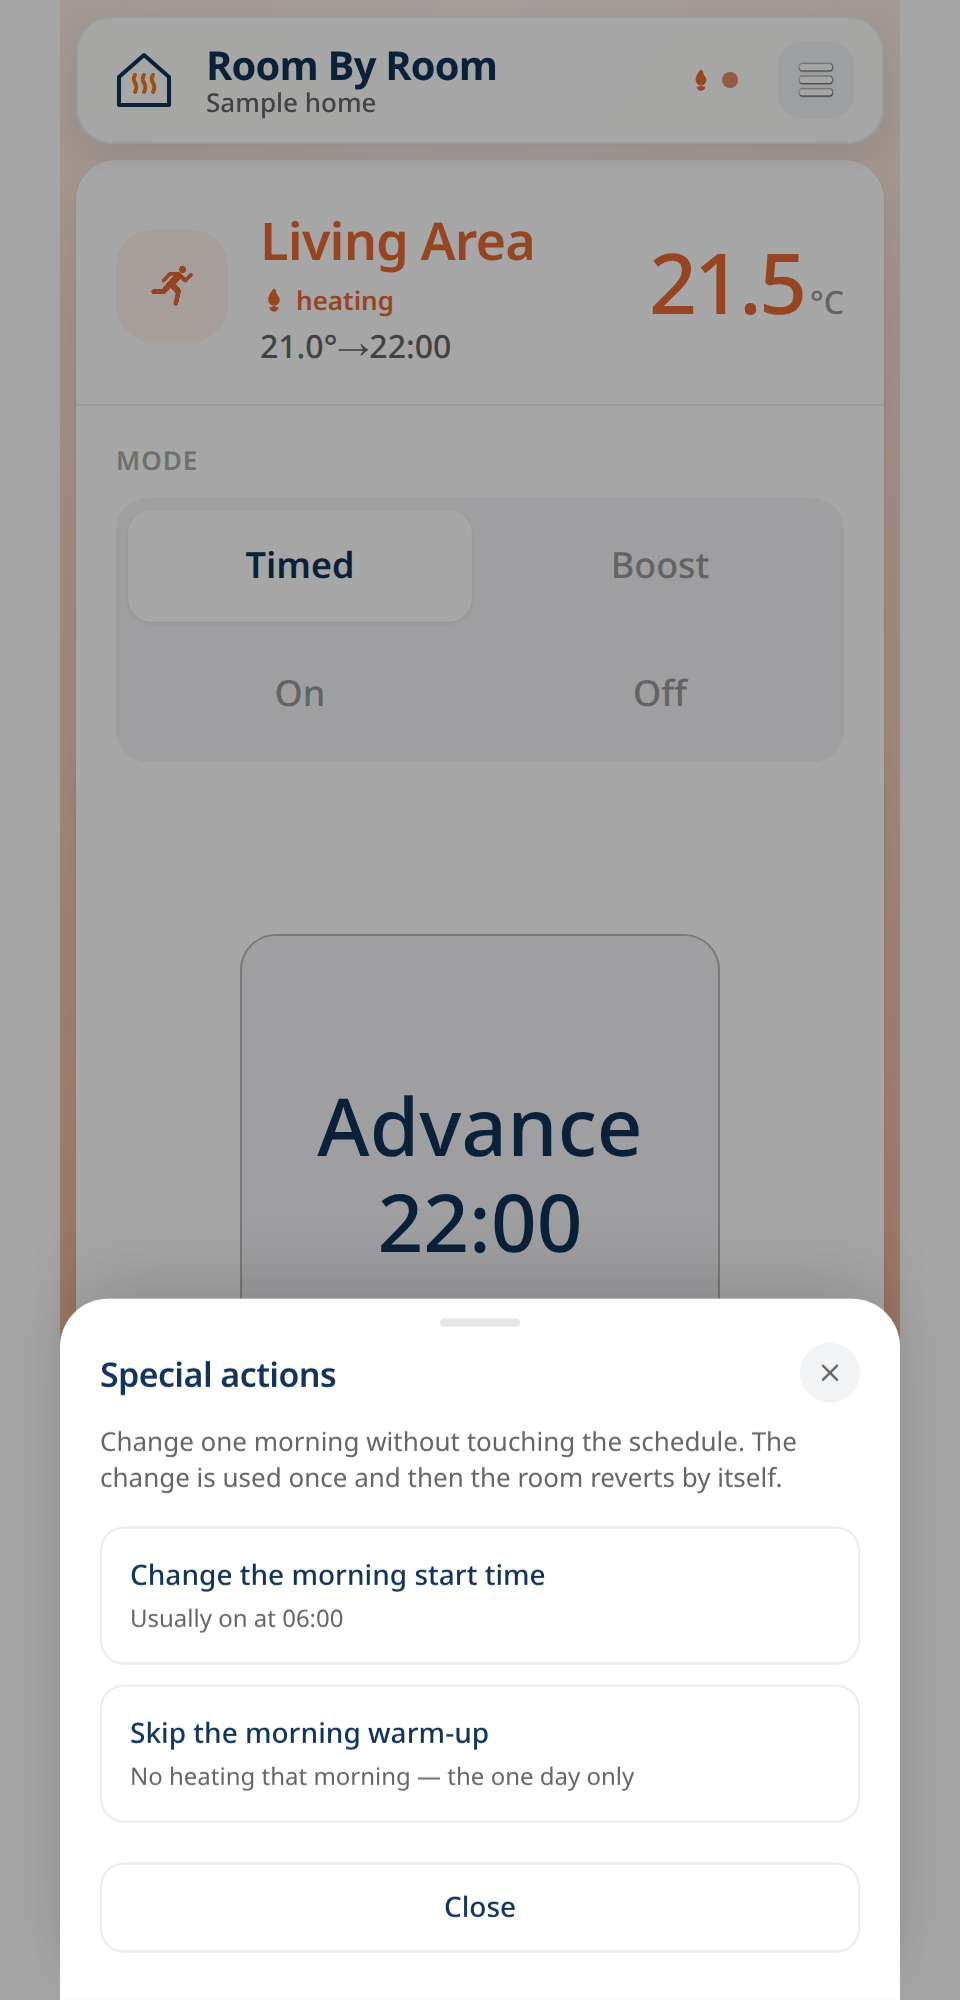 Room By Room
Sample home
Living Area
heating
21.5 °C
21.0°→22:00
MODE
Timed
Boost
On
Off
Advance
22:00
Special actions
Change one morning without touching the schedule. The
change is used once and then the room reverts by itself.
Change the morning start time
Usually on at 06:00
Skip the morning warm-up
No heating that morning — the one day only
Close